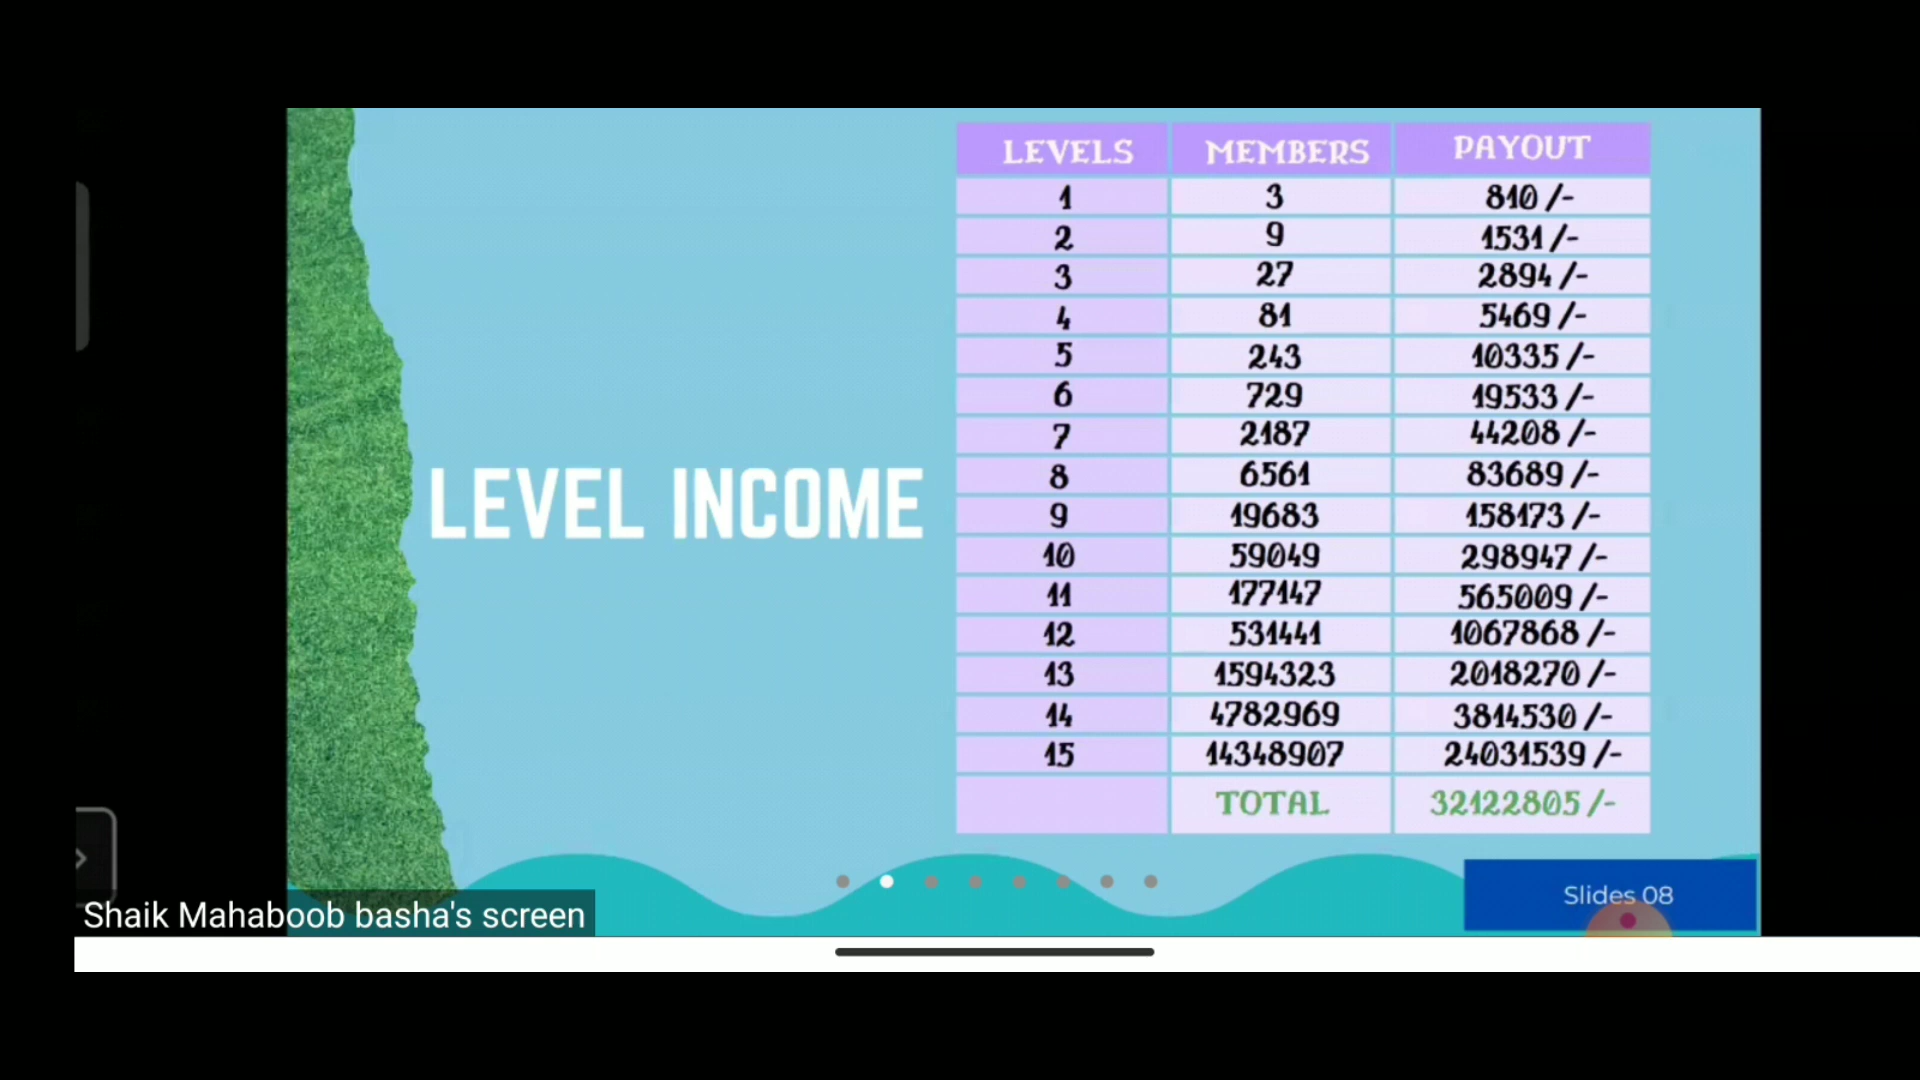 LEVELS MEMBERS PAYOUT
1 3 810 /-
2 9 1531 /-
3 27 2894 /-
4 81 5469 /-
5 243 10335 /-
6 729 19533 /-
7 2187 44208 /-
8 6561 83689 /-
LEVEL INCOME
9 19683 158173 /-
10 59049 298947 /-
11 177147 565009 /-
12 531441 1067868 /-
13 1594323 2018270 /-
14 4782969 3814530 /-
15 14348907 24031539 /-
TOTAL 32122805 /-
Slides 08
Shaik Mahaboob basha's screen